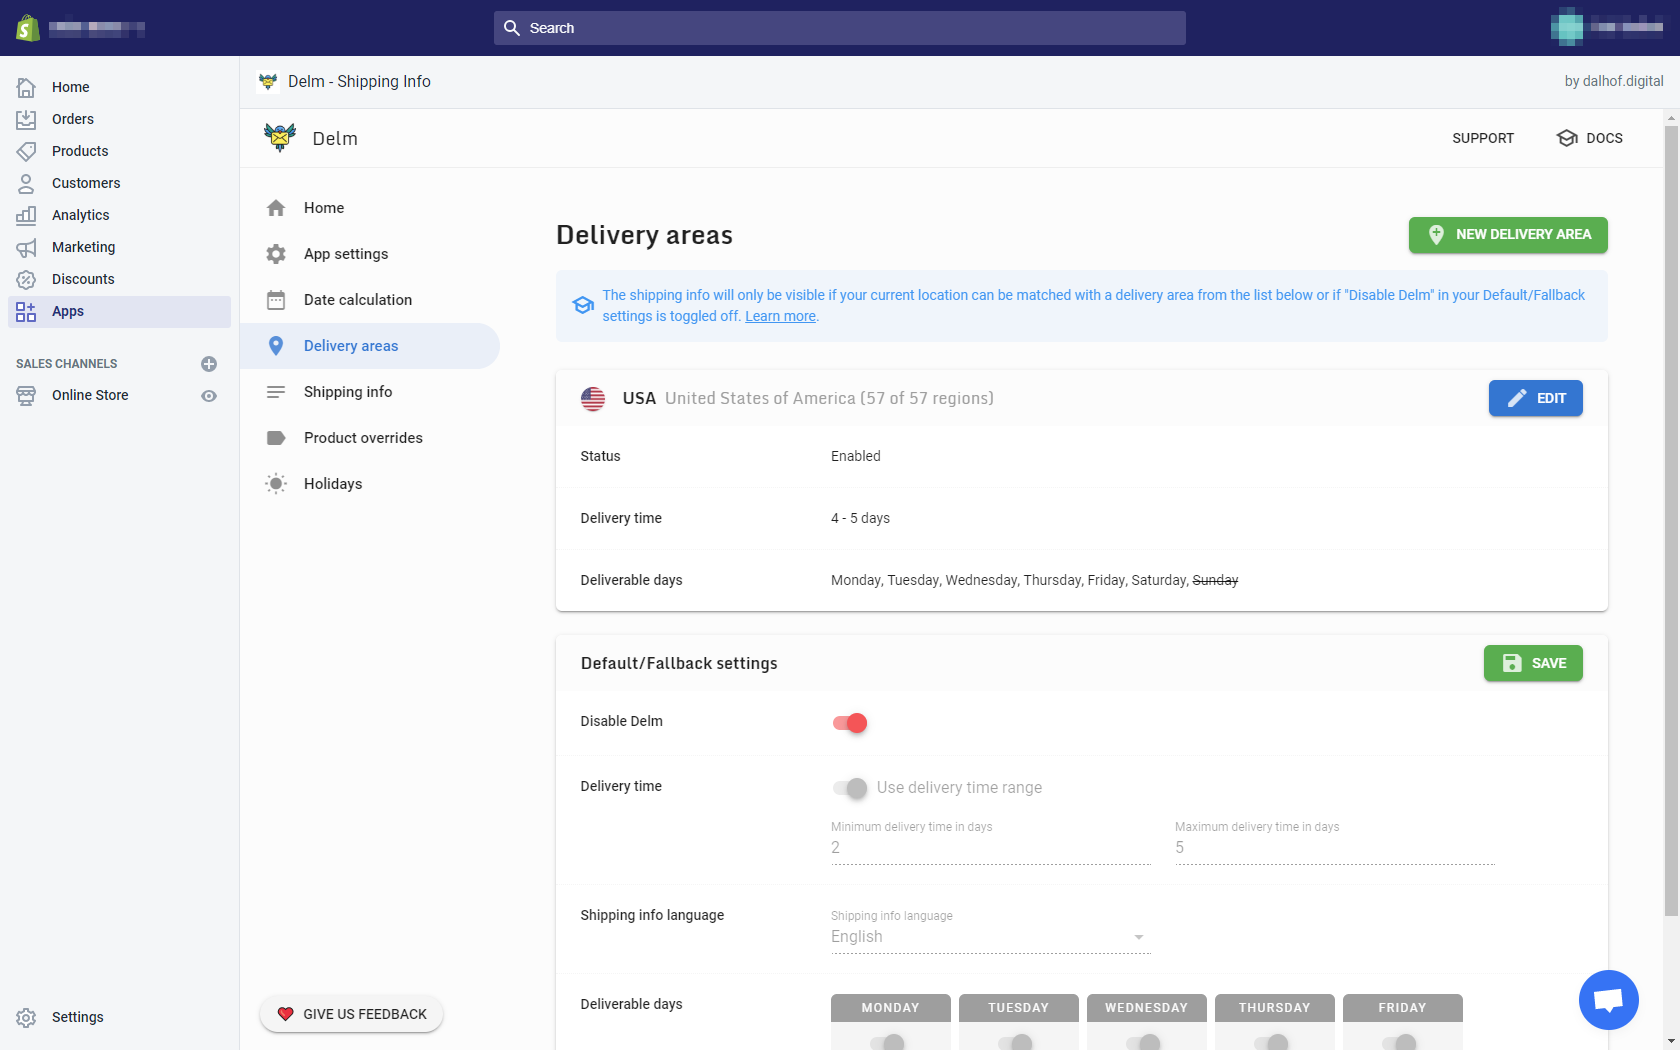 Search
Home
Orders
Products
Customers
Analytics
Marketing
Discounts
Apps
SALES CHANNELS
Online Store
Settings
Delm - Shipping Info
by dalhof.digital
Delm
SUPPORT
DOCS
Home
App settings
Date calculation
Delivery areas
Shipping info
Product overrides
Holidays
GIVE US FEEDBACK
Delivery areas
NEW DELIVERY AREA
The shipping info will only be visible if your current location can be matched with a delivery area from the list below or if "Disable Delm" in your Default/Fallback
settings is toggled off. Learn more.
USA United States of America (57 of 57 regions)
EDIT
Status Enabled
Delivery time 4 - 5 days
Deliverable days Monday, Tuesday, Wednesday, Thursday, Friday, Saturday, Sunday
Default/Fallback settings
SAVE
Disable Delm
Delivery time Use delivery time range
Minimum delivery time in days Maximum delivery time in days
2 5
Shipping info language Shipping info language
English
Deliverable days MONDAY TUESDAY WEDNESDAY THURSDAY FRIDAY